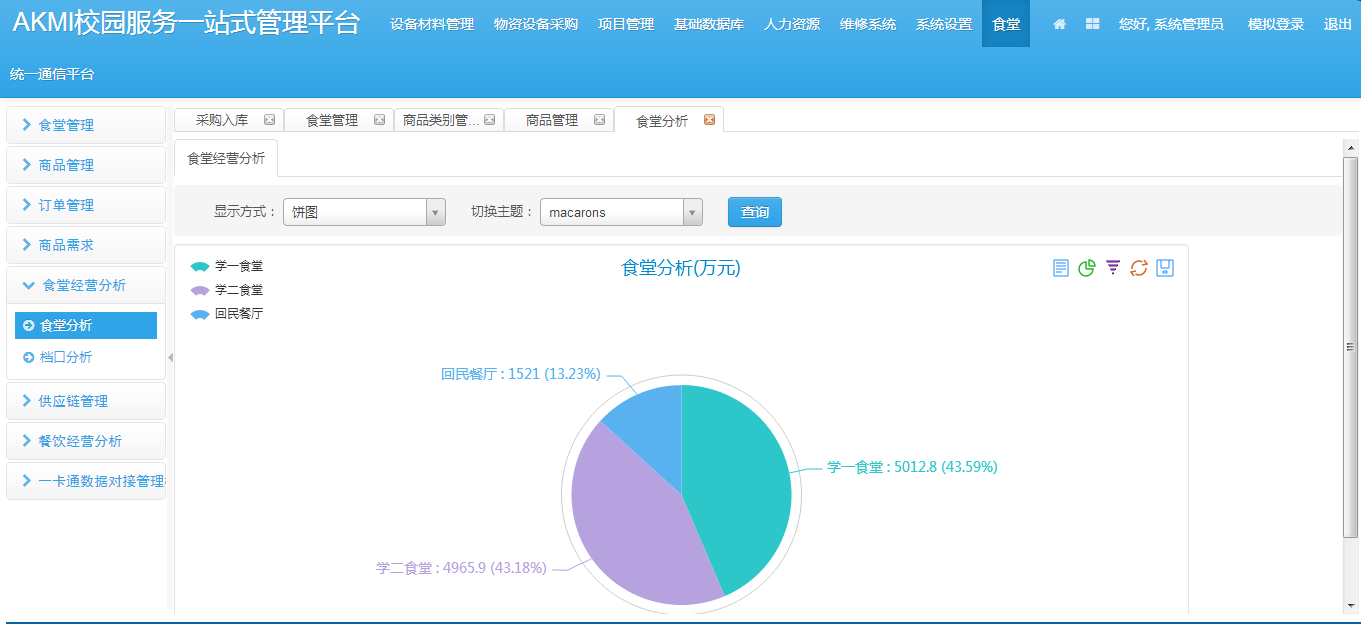 AKMI校园服务一站式管理平台
设备材料管理 物资设备采购 项目管理 基础数据库 人力资源 维修系统 系统设置 食堂 您好, 系统管理员 模拟登录 退出
统一通信平台
食堂管理
商品管理
订单管理
商品需求
食堂经营分析
食堂分析
档口分析
供应链管理
餐饮经营分析
一卡通数据对接管理
采购入库 食堂管理 商品类别管... 商品管理 食堂分析
食堂经营分析
显示方式： 饼图 切换主题： macarons 查询
食堂分析(万元)
学一食堂
学二食堂
回民餐厅
回民餐厅 : 1521 (13.23%)
学一食堂 : 5012.8 (43.59%)
学二食堂 : 4965.9 (43.18%)